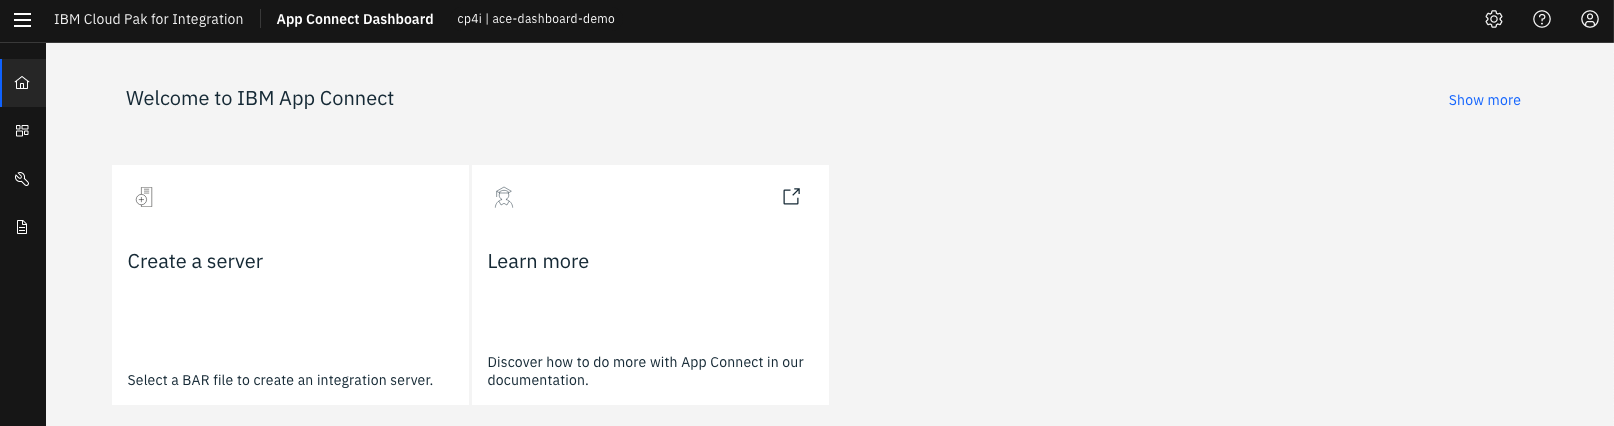 IBM Cloud Pak for Integration
App Connect Dashboard
cp4i | ace-dashboard-demo
Welcome to IBM App Connect
Show more
Create a server
Select a BAR file to create an integration server.
Learn more
Discover how to do more with App Connect in our
documentation.